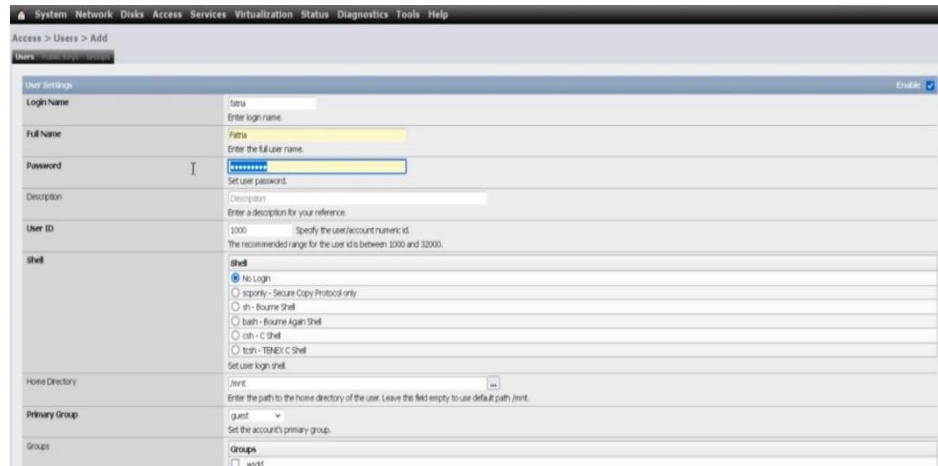 System Network Disks Access Services Virtualization Status Diagnostics Tools Help
Access > Users > Add
Users Public Keys Groups
User Settings Enable
Login Name fatria
Enter login name.
Full Name Fatria
Enter the full user name.
Password •••••••••
Set user password.
Description Description
Enter a description for your reference.
User ID 1000 Specify the user/account numeric id.
The recommended range for the user id is between 1000 and 32000.
Shell Shell
No Login
scponly - Secure Copy Protocol only
sh - Bourne Shell
bash - Bourne Again Shell
csh - C Shell
tcsh - TENEX C Shell
Set user login shell.
Home Directory /mnt ...
Enter the path to the home directory of the user. Leave this field empty to use default path /mnt.
Primary Group guest
Set the account's primary group.
Groups Groups